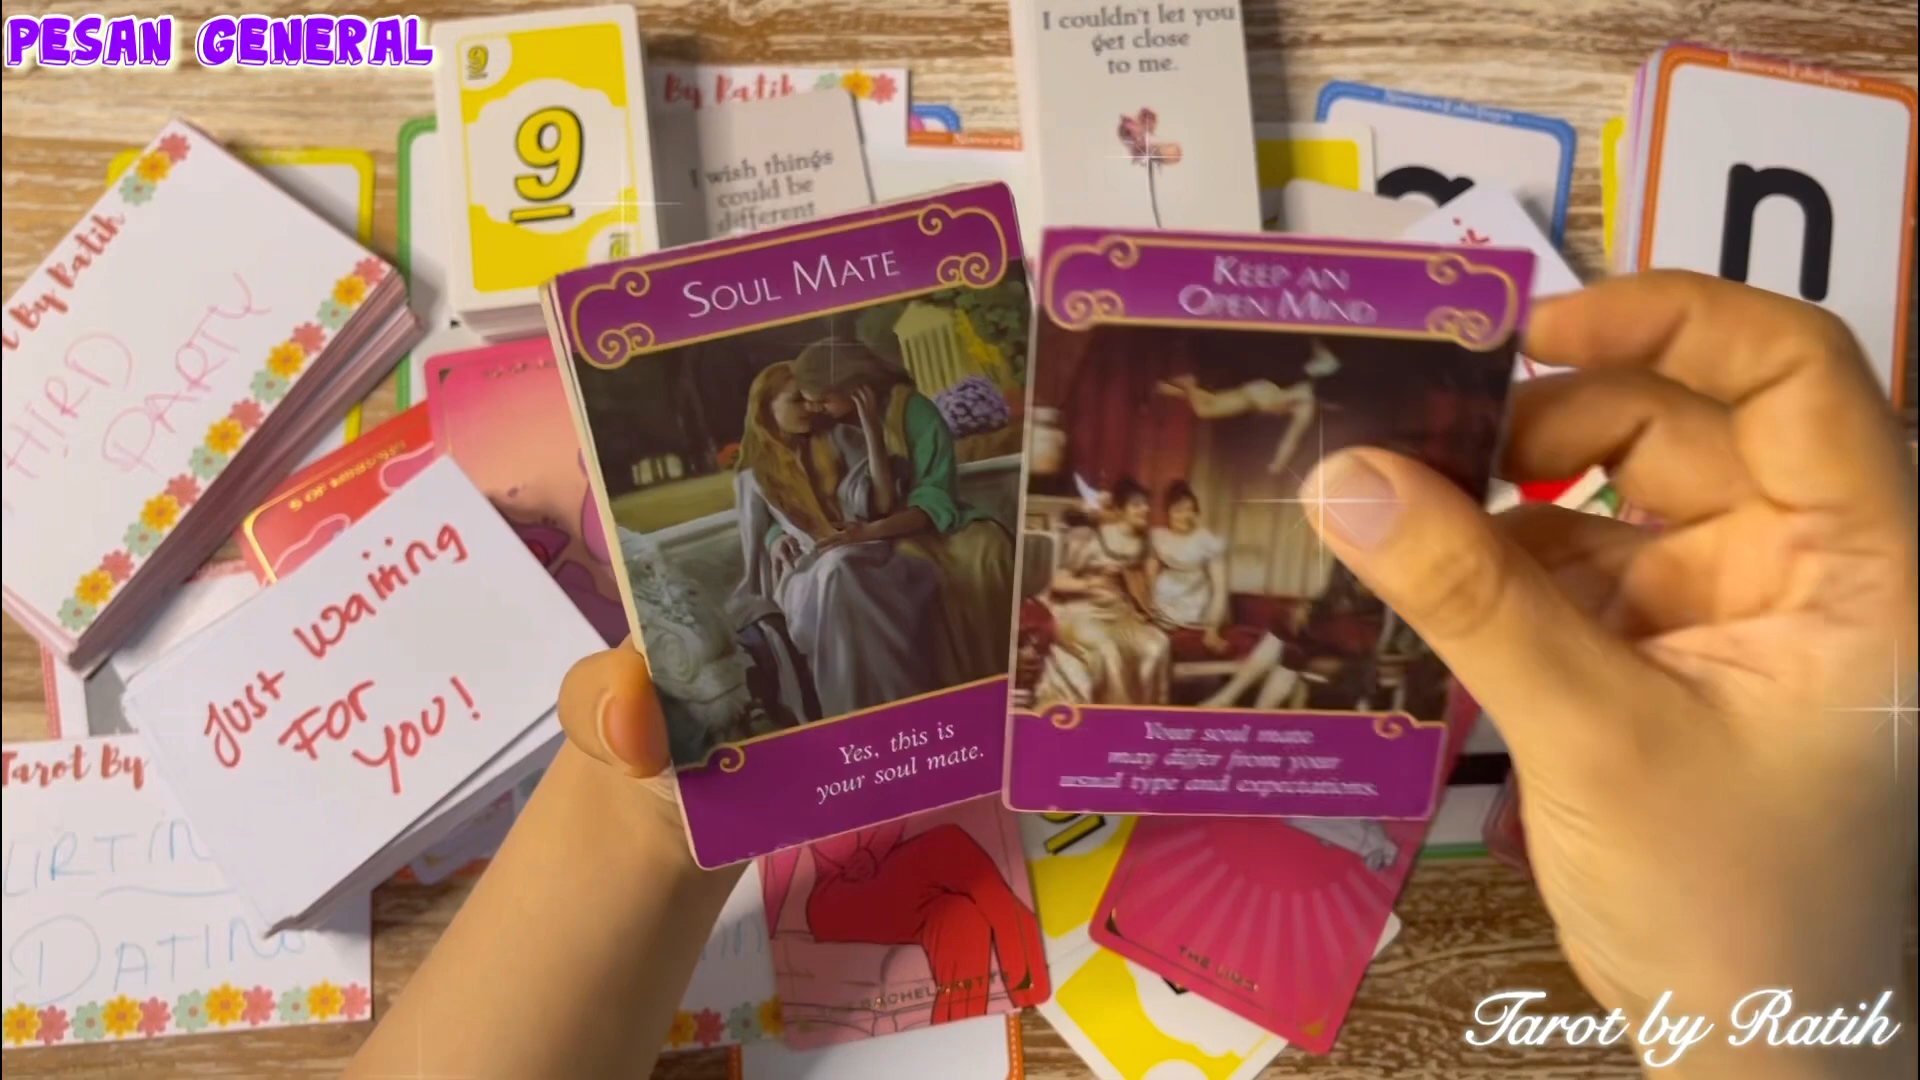 PESAN GENERAL
9
By Ratih
I wish things
could be
different
I couldn't let you
get close
to me.
n
By Ratih
THIRD
PARTY
SOUL MATE
Yes, this is
your soul mate.
KEEP AN
OPEN MIND
Your soul mate
may differ from your
usual type and expectations.
Just waiting
For
You!
Tarot By
DATING
Tarot by Ratih